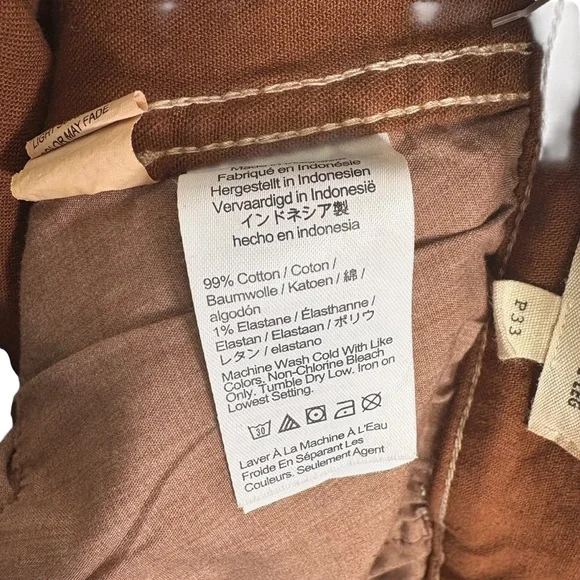 COLOR MAY FADE
Fabriqué en Indonésie
Hergestellt in Indonesien
Vervaardigd in Indonesië
インドネシア製
hecho en indonesia
99% Cotton / Coton /
Baumwolle / Katoen / 綿 /
algodón
1% Elastane / Élasthanne /
Elastan / Elastaan / ポリウ
レタン / elastano
Machine Wash Cold With Like
Colors. Non-Chlorine Bleach
Only. Tumble Dry Low. Iron on
Lowest Setting.
30
Laver À La Machine À L'Eau
Froide En Séparant Les
Couleurs. Seulement Agent
P33